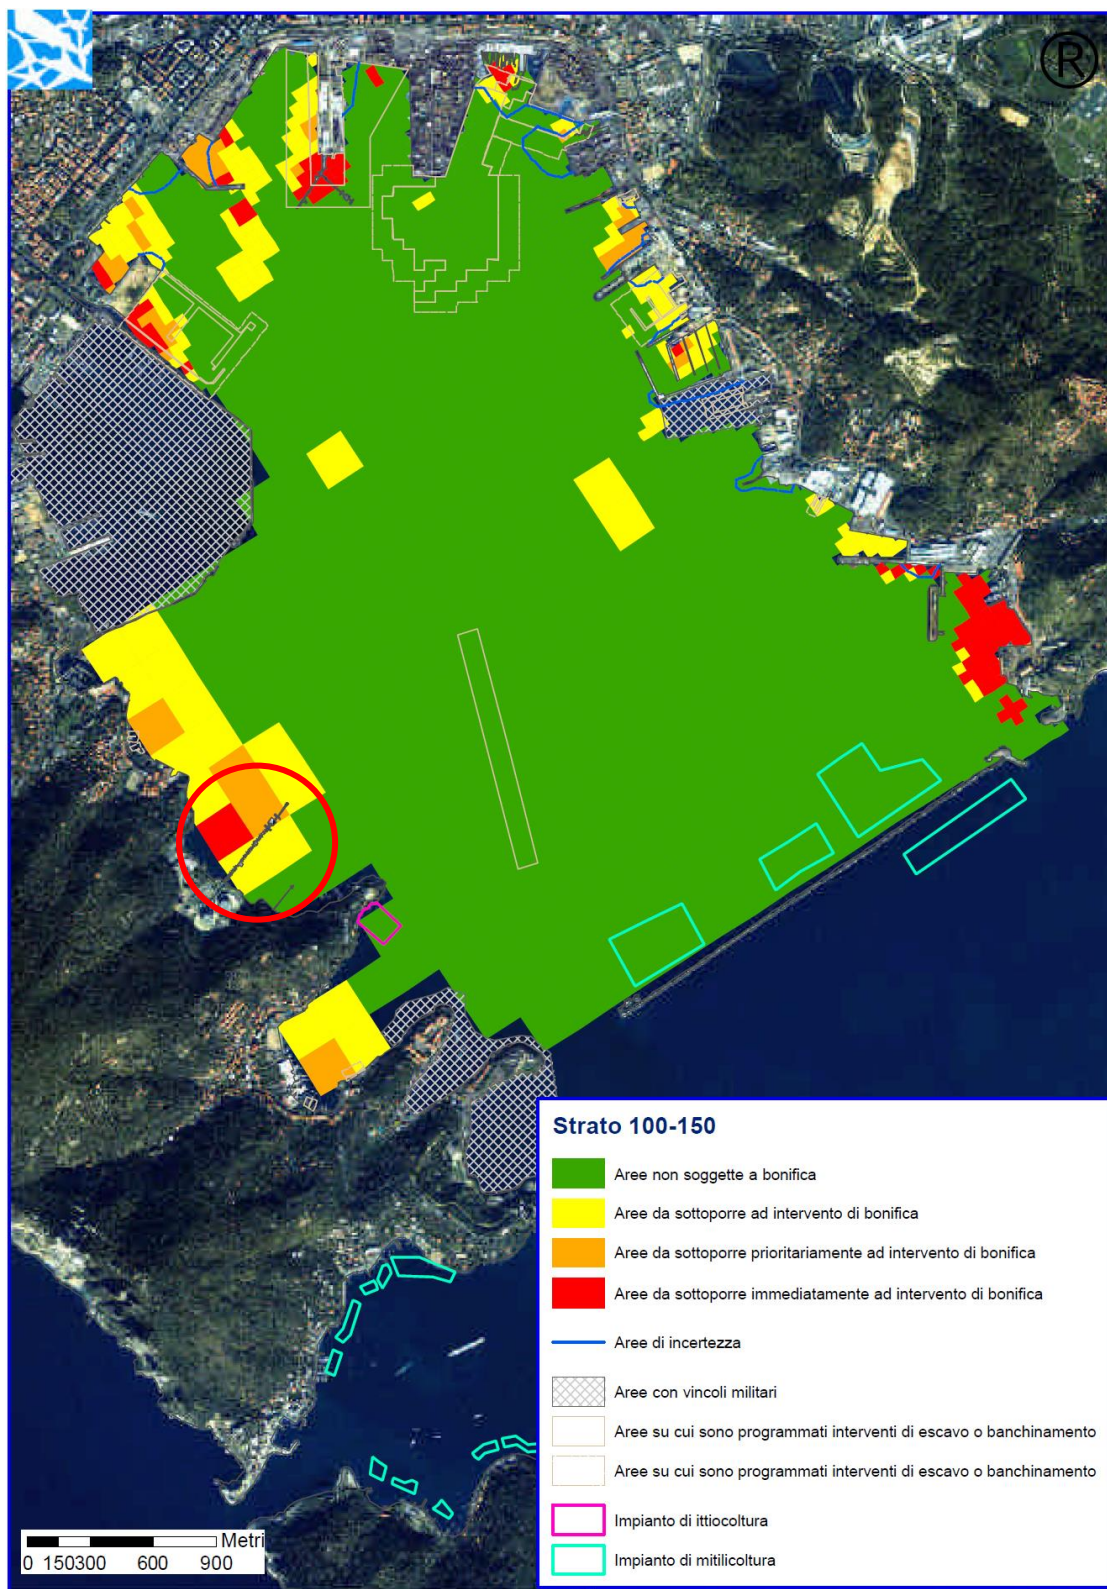 R
Strato 100-150
Aree non soggette a bonifica
Aree da sottoporre ad intervento di bonifica
Aree da sottoporre prioritariamente ad intervento di bonifica
Aree da sottoporre immediatamente ad intervento di bonifica
Aree di incertezza
Aree con vincoli militari
Aree su cui sono programmati interventi di escavo o banchinamento
Aree su cui sono programmati interventi di escavo o banchinamento
Impianto di ittiocoltura
Impianto di mitilicoltura
Metri
0 150300 600 900